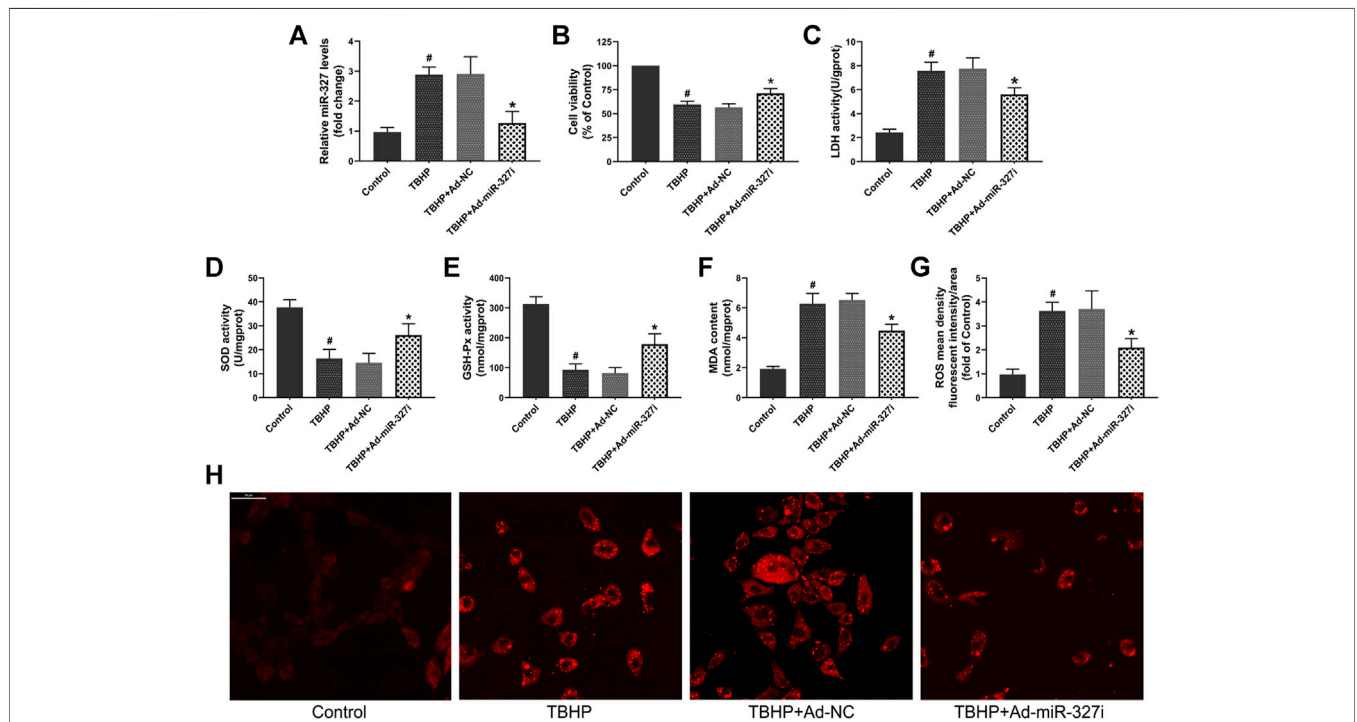 A
Relative miR-327 levels
(fold change)
4
3
2
1
0
#
*
Control
TBHP
TBHP+Ad-NC
TBHP+Ad-miR-327i
B
Cell viability
(% of Control)
125
100
75
50
25
0
#
*
Control
TBHP
TBHP+Ad-NC
TBHP+Ad-miR-327i
C
LDH activity(U/gprot)
10
8
6
4
2
0
#
*
Control
TBHP
TBHP+Ad-NC
TBHP+Ad-miR-327i
D
SOD activity
(U/mgprot)
50
40
30
20
10
0
#
*
Control
TBHP
TBHP+Ad-NC
TBHP+Ad-miR-327i
E
GSH-Px activity
(nmol/mgprot)
400
300
200
100
0
#
*
Control
TBHP
TBHP+Ad-NC
TBHP+Ad-miR-327i
F
MDA content
(nmol/mgprot)
8
6
4
2
0
#
*
Control
TBHP
TBHP+Ad-NC
TBHP+Ad-miR-327i
G
ROS mean density
fluorescent intensity/area
(fold of Control)
5
4
3
2
1
0
#
*
Control
TBHP
TBHP+Ad-NC
TBHP+Ad-miR-327i
H
Control
TBHP
TBHP+Ad-NC
TBHP+Ad-miR-327i